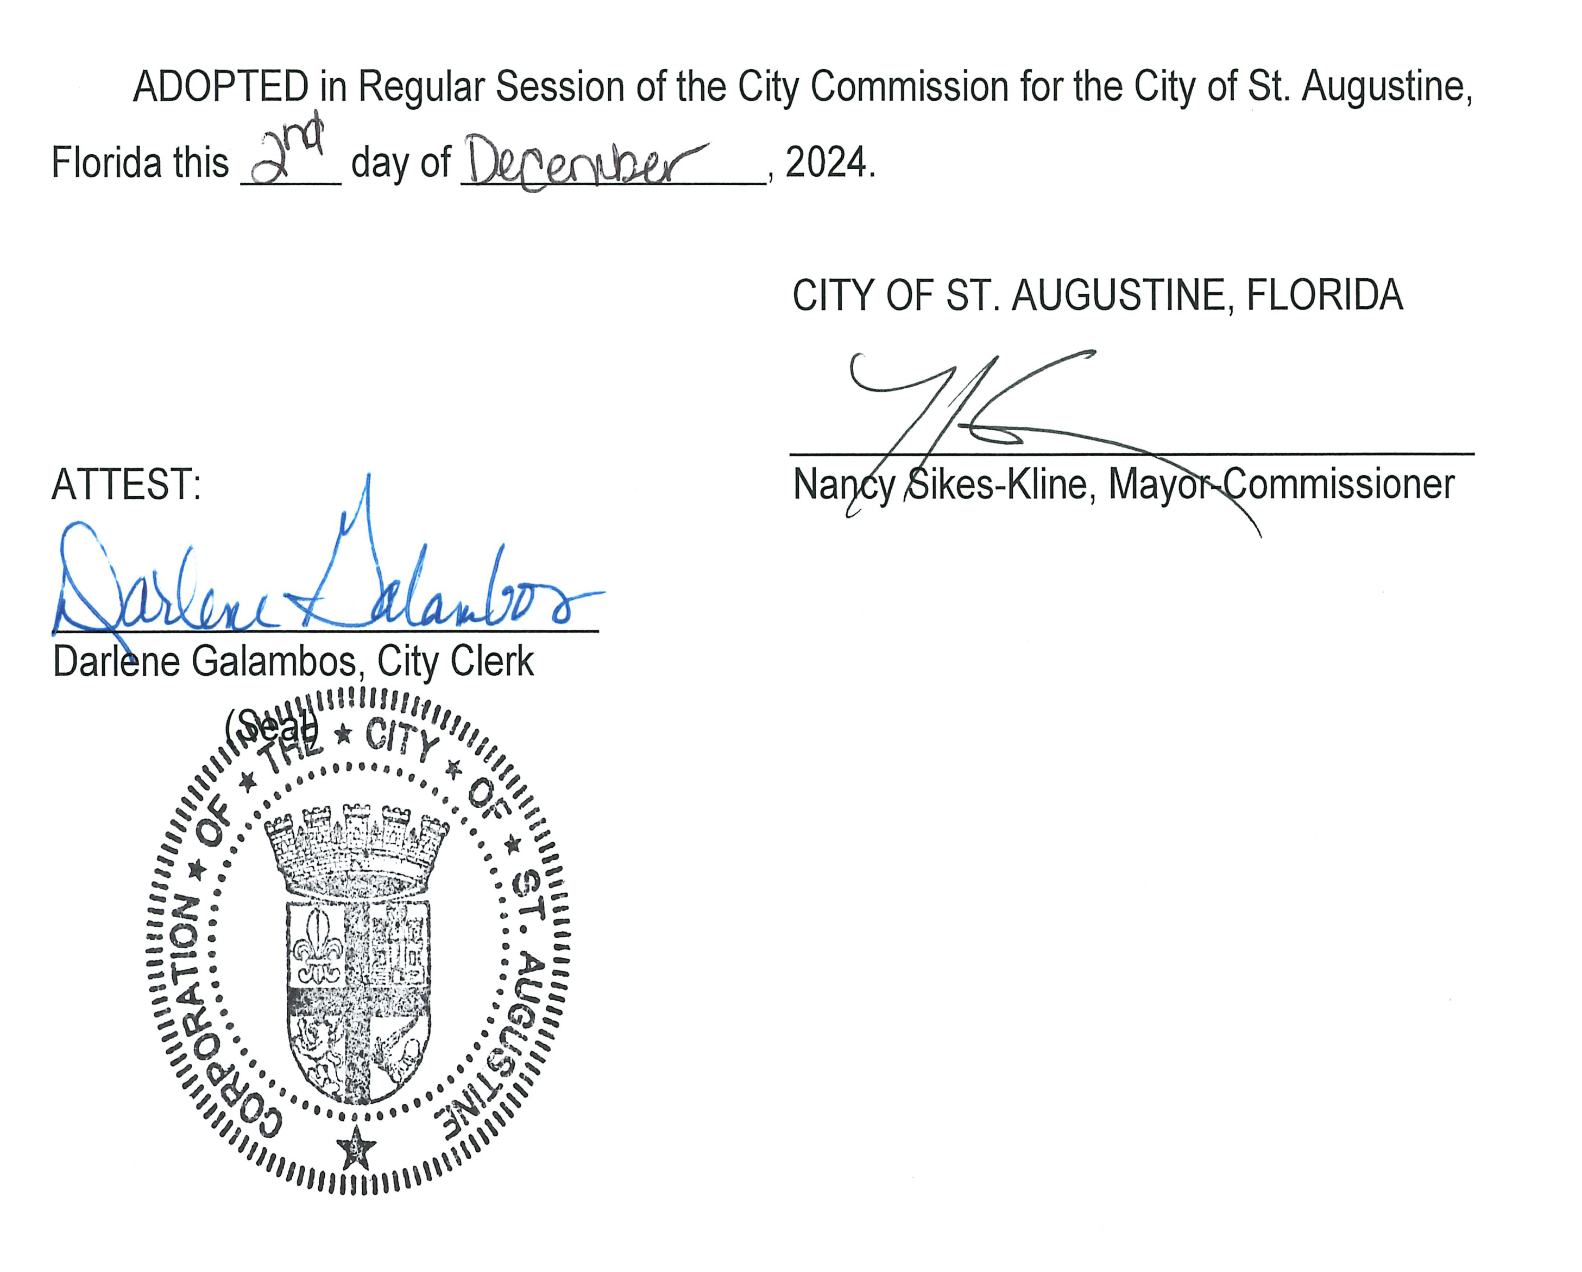 ADOPTED in Regular Session of the City Commission for the City of St. Augustine,
Florida this 2nd day of December, 2024.
CITY OF ST. AUGUSTINE, FLORIDA
Nancy Sikes-Kline, Mayor-Commissioner
ATTEST:
Darlene Galambos
Darlene Galambos, City Clerk
(Seal)
CORPORATION ★ OF ★ THE ★ CITY ★ OF ★ ST. AUGUSTINE